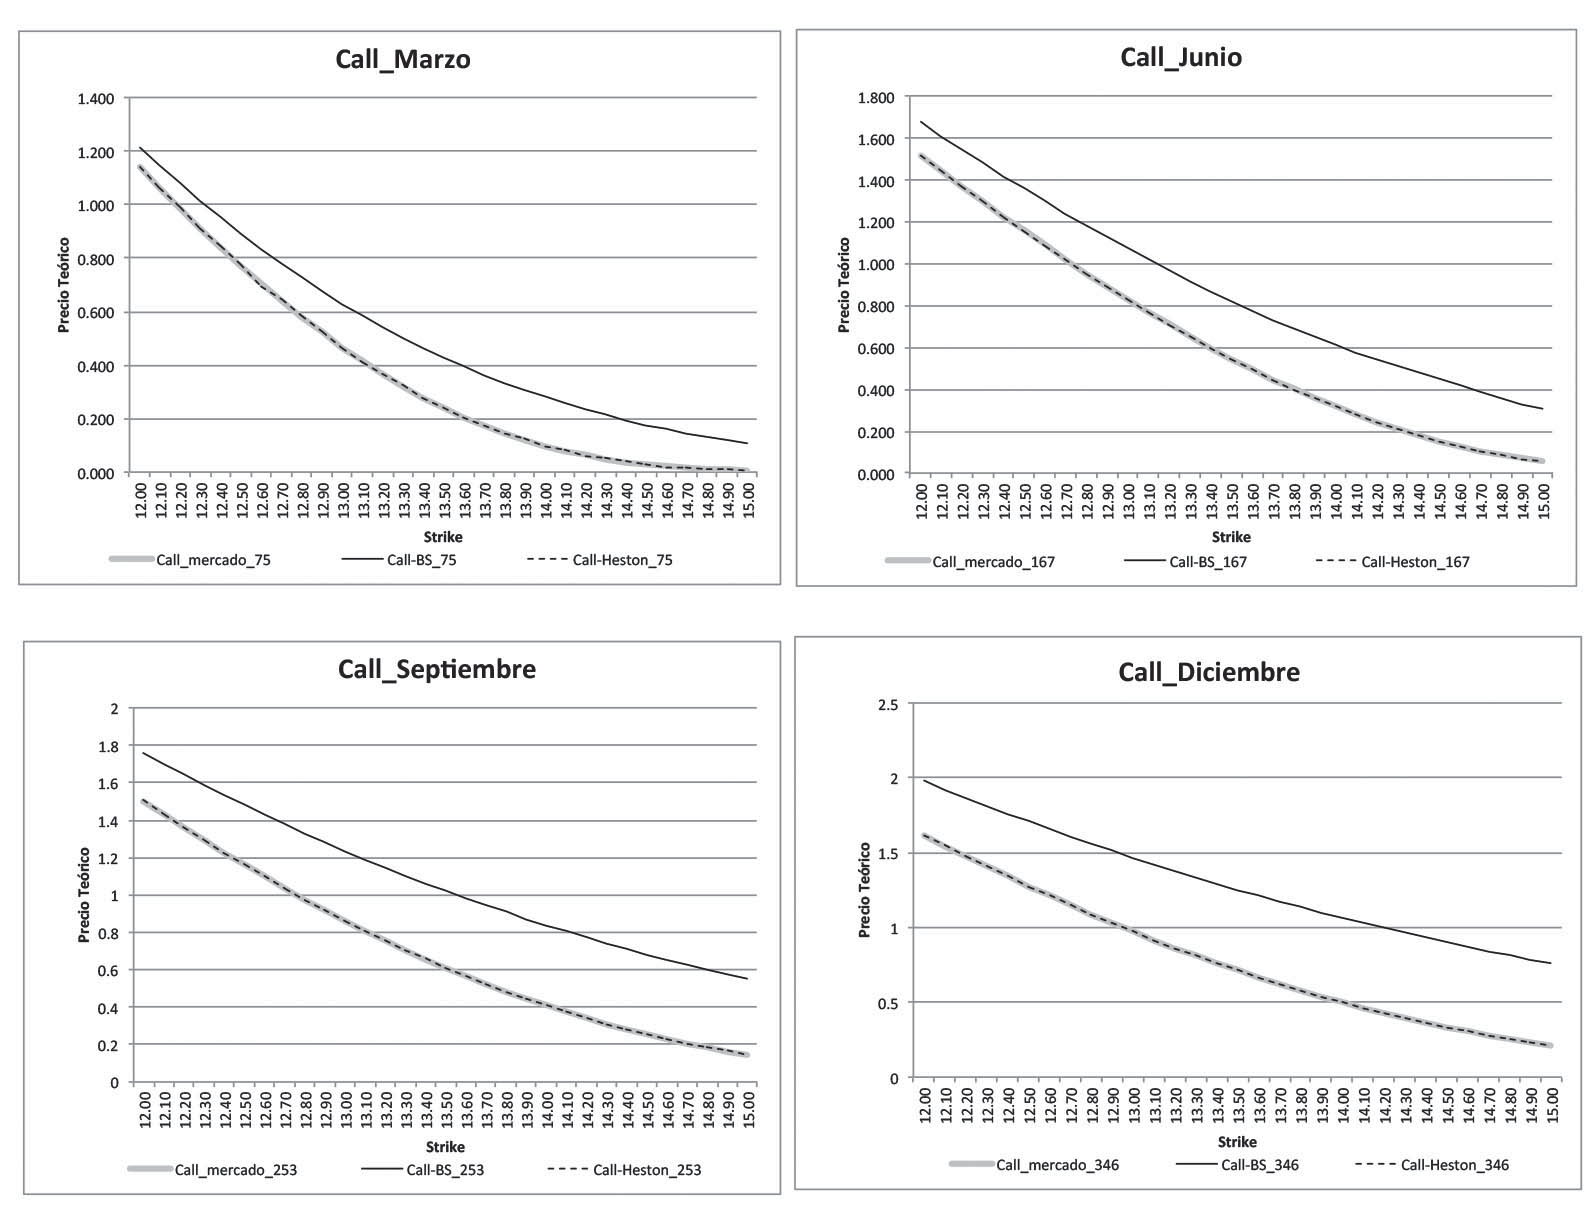 Call_Marzo
1.400
1.200
1.000
0.800
0.600
0.400
0.200
0.000
Precio Teórico
12.00 12.10 12.20 12.30 12.40 12.50 12.60 12.70 12.80 12.90 13.00 13.10 13.20 13.30 13.40 13.50 13.60 13.70 13.80 13.90 14.00 14.10 14.20 14.30 14.40 14.50 14.60 14.70 14.80 14.90 15.00
Strike
Call_mercado_75 Call-BS_75 Call-Heston_75
Call_Junio
1.800
1.600
1.400
1.200
1.000
0.800
0.600
0.400
0.200
0.000
Precio Teórico
12.00 12.10 12.20 12.30 12.40 12.50 12.60 12.70 12.80 12.90 13.00 13.10 13.20 13.30 13.40 13.50 13.60 13.70 13.80 13.90 14.00 14.10 14.20 14.30 14.40 14.50 14.60 14.70 14.80 14.90 15.00
Strike
Call_mercado_167 Call-BS_167 Call-Heston_167
Call_Septiembre
2
1.8
1.6
1.4
1.2
1
0.8
0.6
0.4
0.2
0
Precio Teórico
12.00 12.10 12.20 12.30 12.40 12.50 12.60 12.70 12.80 12.90 13.00 13.10 13.20 13.30 13.40 13.50 13.60 13.70 13.80 13.90 14.00 14.10 14.20 14.30 14.40 14.50 14.60 14.70 14.80 14.90 15.00
Strike
Call_mercado_253 Call-BS_253 Call-Heston_253
Call_Diciembre
2.5
2
1.5
1
0.5
0
Precio Teórico
12.00 12.10 12.20 12.30 12.40 12.50 12.60 12.70 12.80 12.90 13.00 13.10 13.20 13.30 13.40 13.50 13.60 13.70 13.80 13.90 14.00 14.10 14.20 14.30 14.40 14.50 14.60 14.70 14.80 14.90 15.00
Strike
Call_mercado_346 Call-BS_346 Call-Heston_346